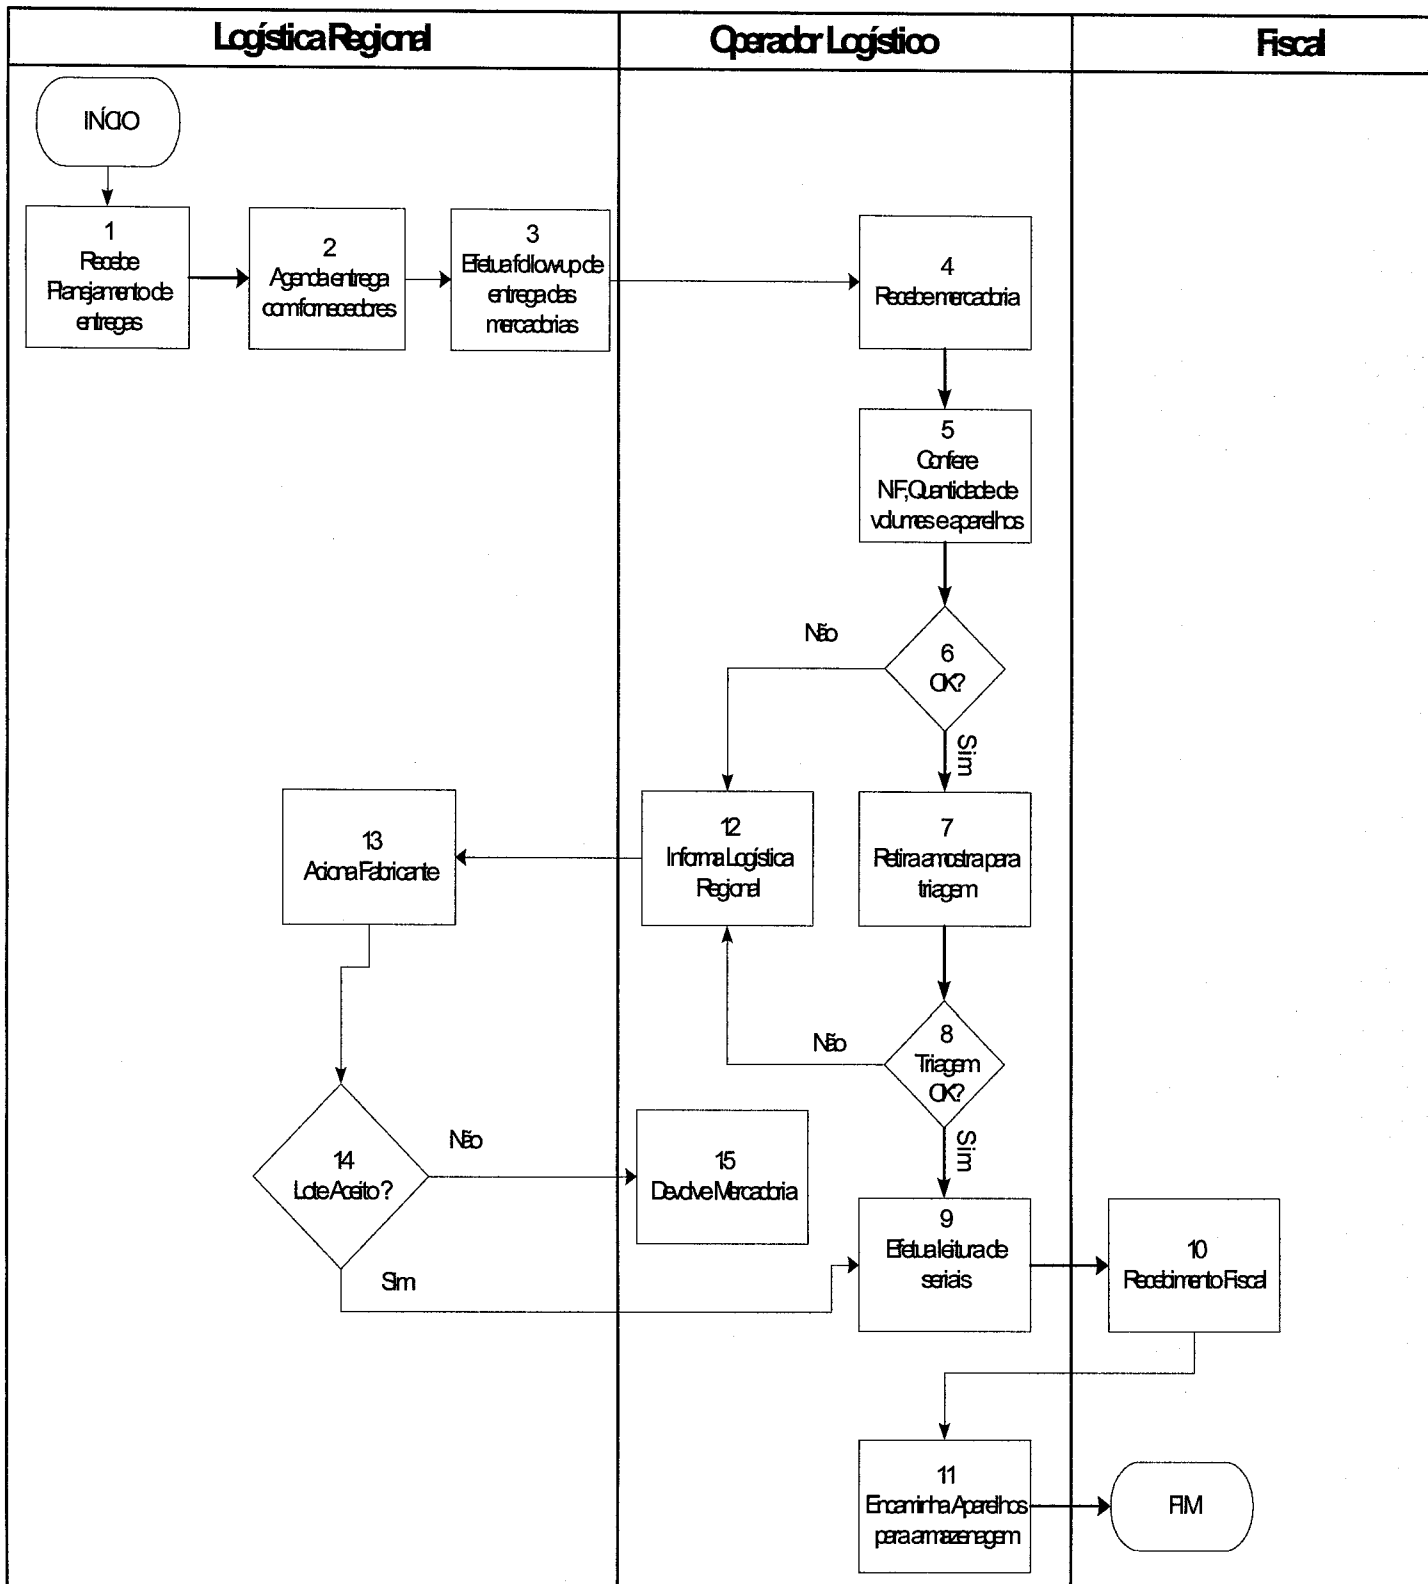 Logística Regional
Operador Logístico
Fiscal
INÍCIO
1
Recebe
Planejamento de
entregas
2
Agenda entrega
com fornecedores
3
Efetua follow-up de
entrega das
mercadorias
4
Recebe mercadoria
5
Confere
NF, Quantidade de
volumes e aparelhos
6
OK?
Não
Sim
7
Retira amostra para
triagem
12
Informa Logística
Regional
13
Aciona Fabricante
8
Triagem
OK?
Não
Sim
14
Lote Aceito ?
Não
Sim
15
Devolve Mercadoria
9
Efetua leitura de
seriais
10
Recebimento Fiscal
11
Encaminha Aparelhos
para armazenagem
FIM